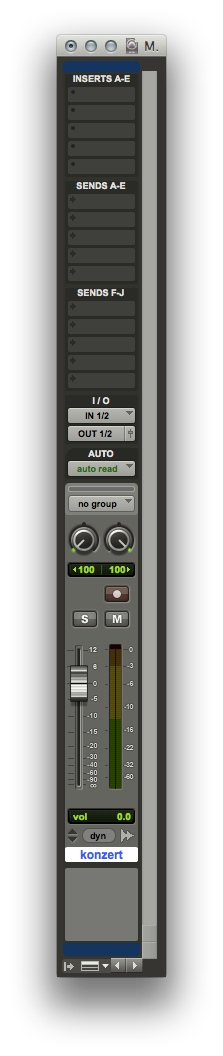 M.
INSERTS A-E
SENDS A-E
SENDS F-J
I / O
IN 1/2
OUT 1/2
AUTO
auto read
no group
100 100
S M
12 0
6 -3
0 -6
-5
-10 -10
-15 -16
-20 -22
-30
-40 -32
-60
-90 -60
∞
vol 0.0
dyn
konzert